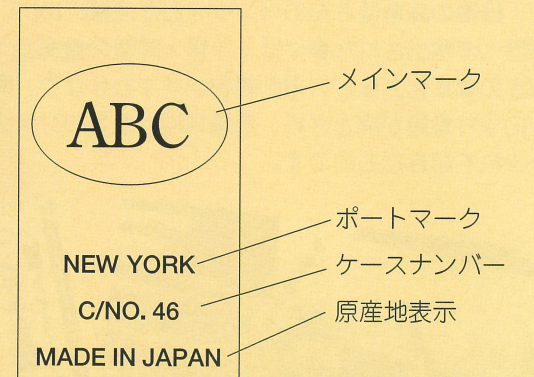 ABC
メインマーク
NEW YORK
ポートマーク
C/NO. 46
ケースナンバー
MADE IN JAPAN
原産地表示